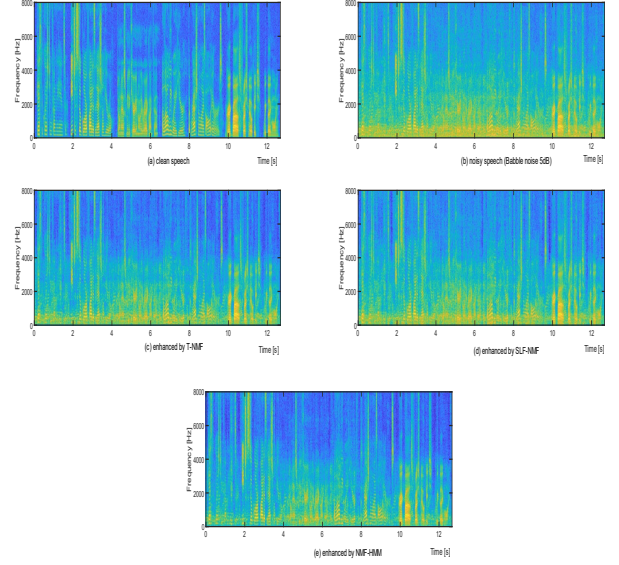 8000
6000
4000
2000
0
Frequency [Hz]
0 2 4 6 8 10 12
(a) clean speech
Time [s]
8000
6000
4000
2000
0
Frequency [Hz]
0 2 4 6 8 10 12
(b) noisy speech (Babble noise 5dB)
Time [s]
8000
6000
4000
2000
0
Frequency [Hz]
0 2 4 6 8 10 12
(c) enhanced by T-NMF
Time [s]
8000
6000
4000
2000
0
Frequency [Hz]
0 2 4 6 8 10 12
(d) enhanced by SLF-NMF
Time [s]
8000
6000
4000
2000
0
Frequency [Hz]
0 2 4 6 8 10 12
(e) enhanced by NMF-HMM
Time [s]